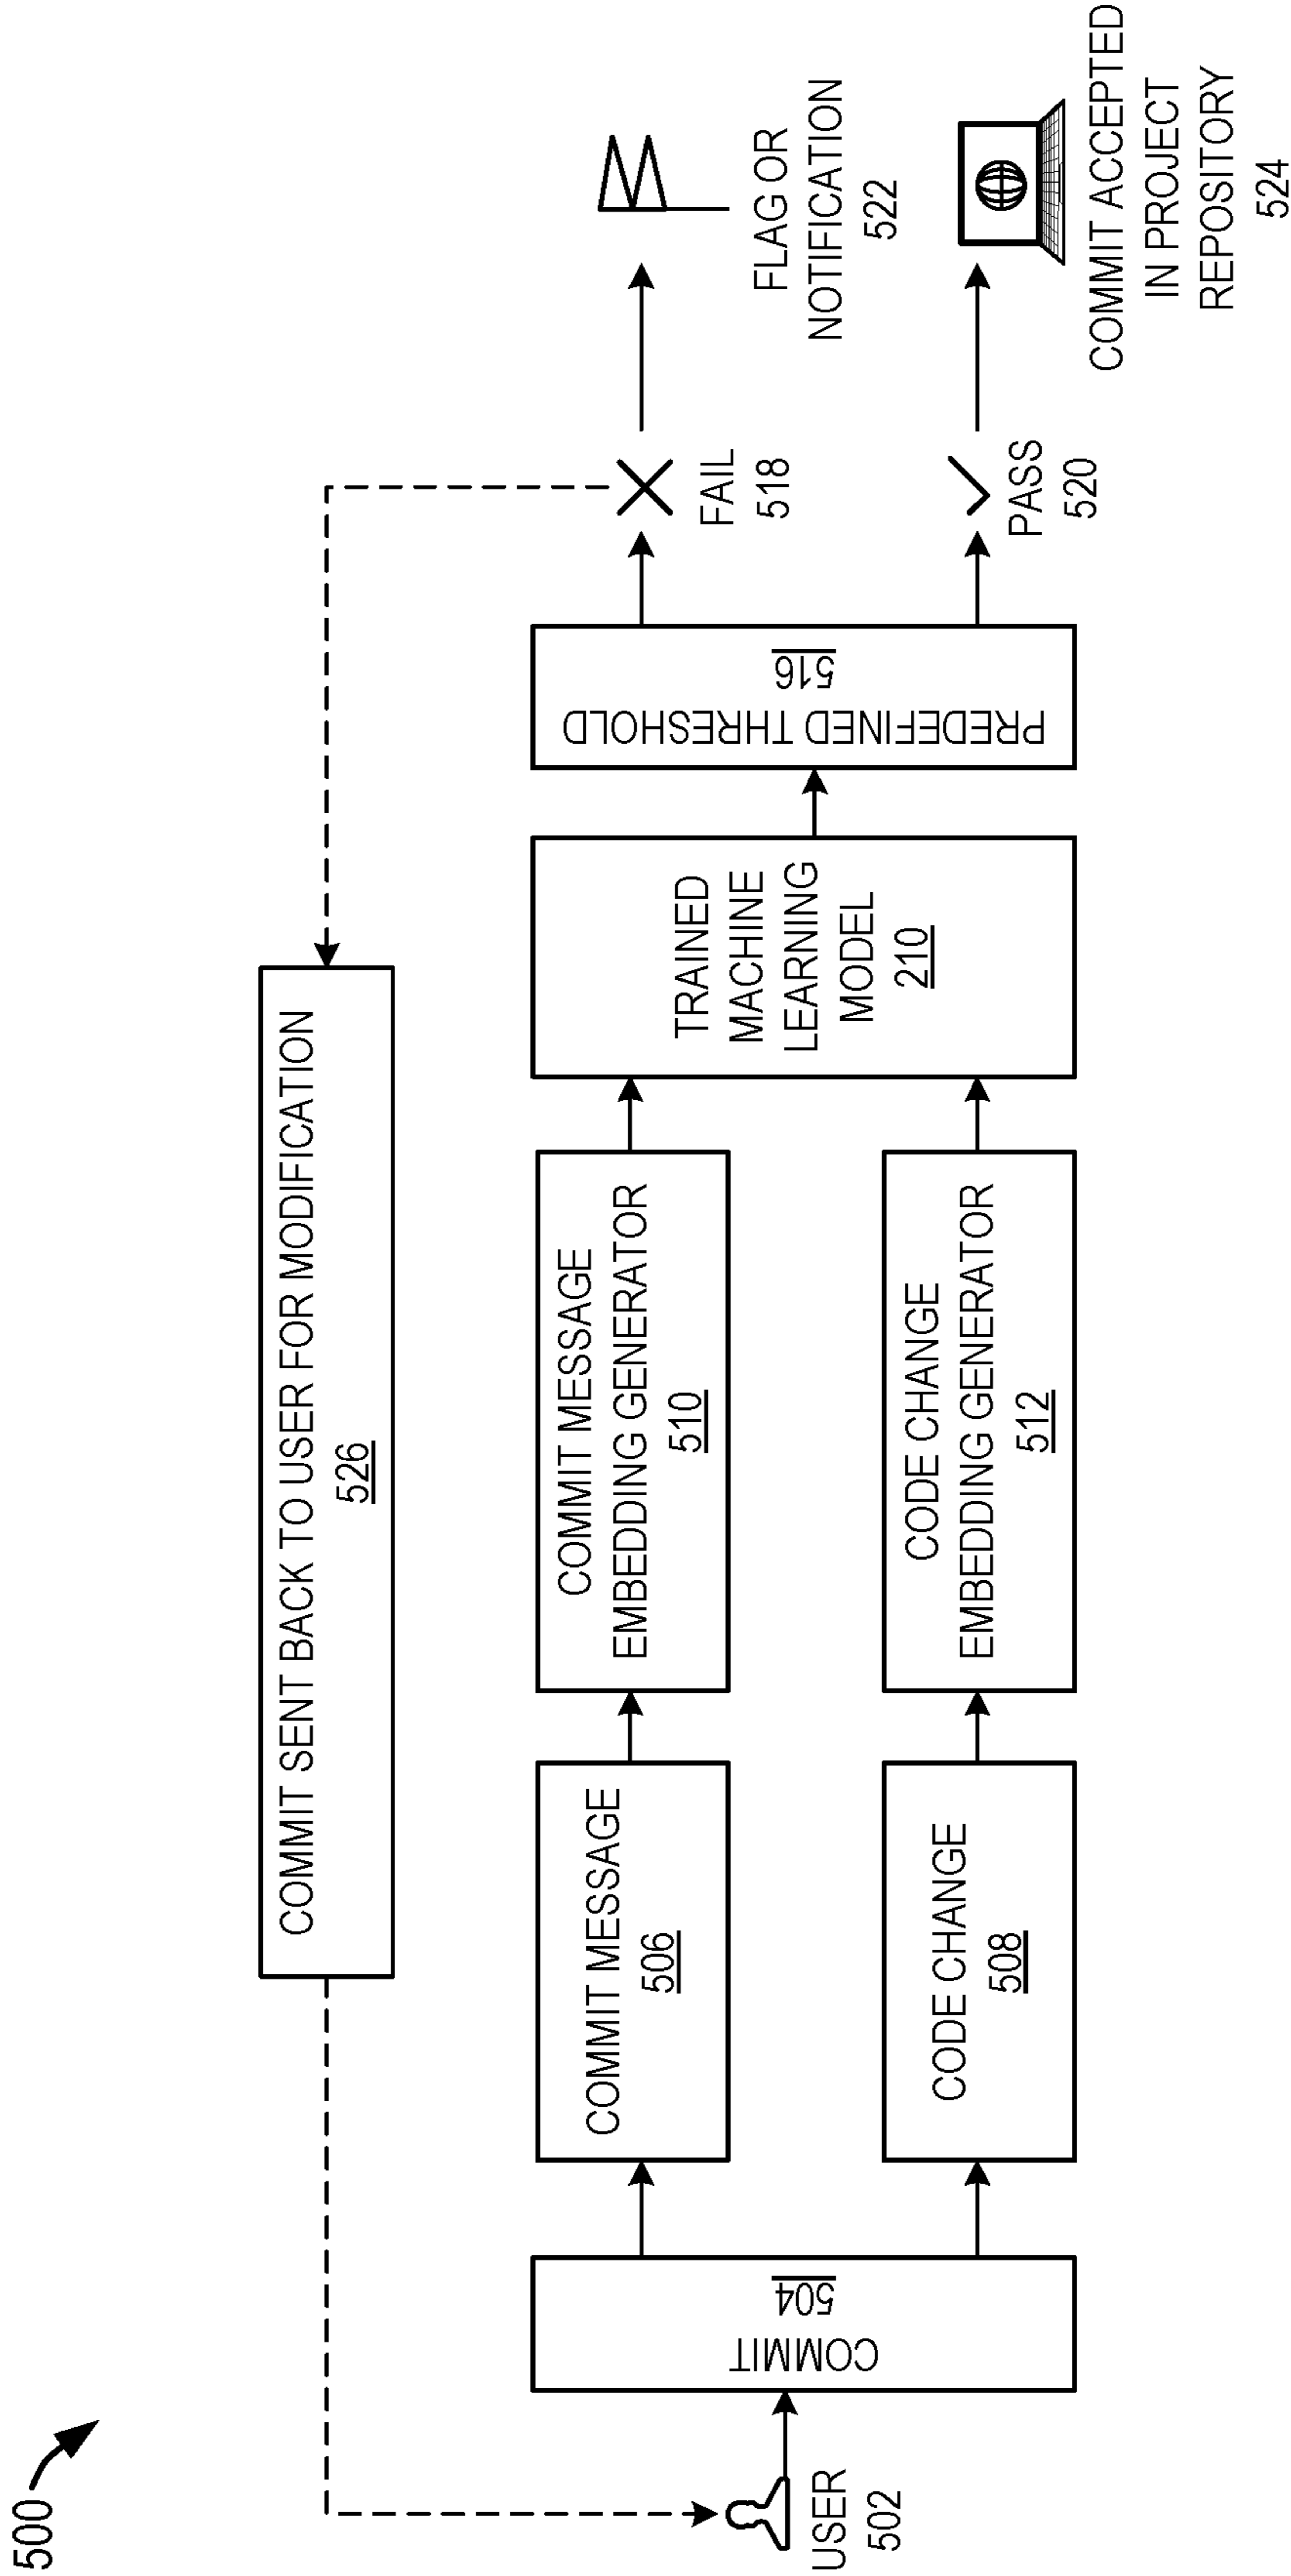 500
COMMIT SENT BACK TO USER FOR MODIFICATION
526
USER
502
COMMIT
504
COMMIT MESSAGE
506
CODE CHANGE
508
COMMIT MESSAGE
EMBEDDING GENERATOR
510
CODE CHANGE
EMBEDDING GENERATOR
512
TRAINED
MACHINE
LEARNING
MODEL
210
PREDEFINED THRESHOLD
516
FAIL
518
PASS
520
FLAG OR
NOTIFICATION
522
COMMIT ACCEPTED
IN PROJECT
REPOSITORY
524